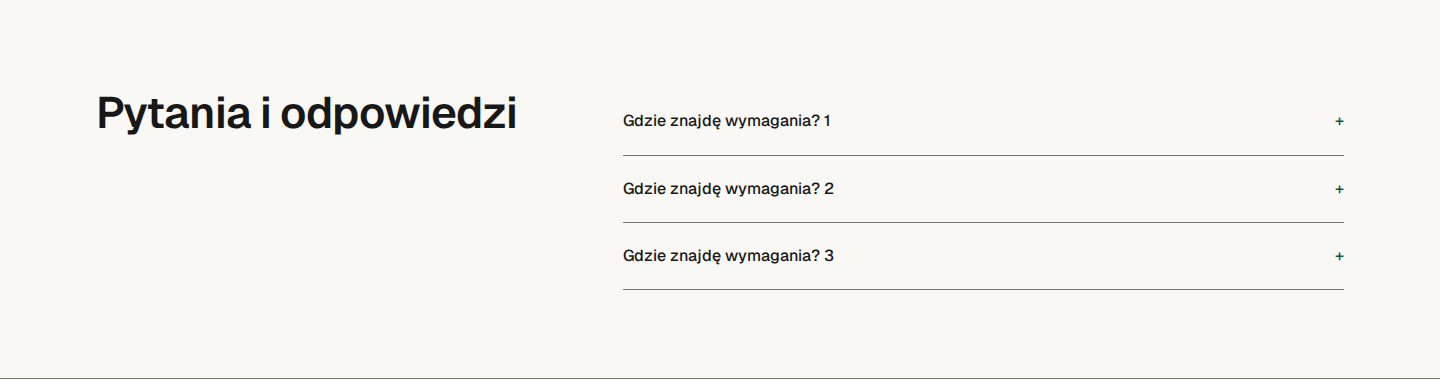 Pytania i odpowiedzi
Gdzie znajdę wymagania? 1
+
Gdzie znajdę wymagania? 2
+
Gdzie znajdę wymagania? 3
+